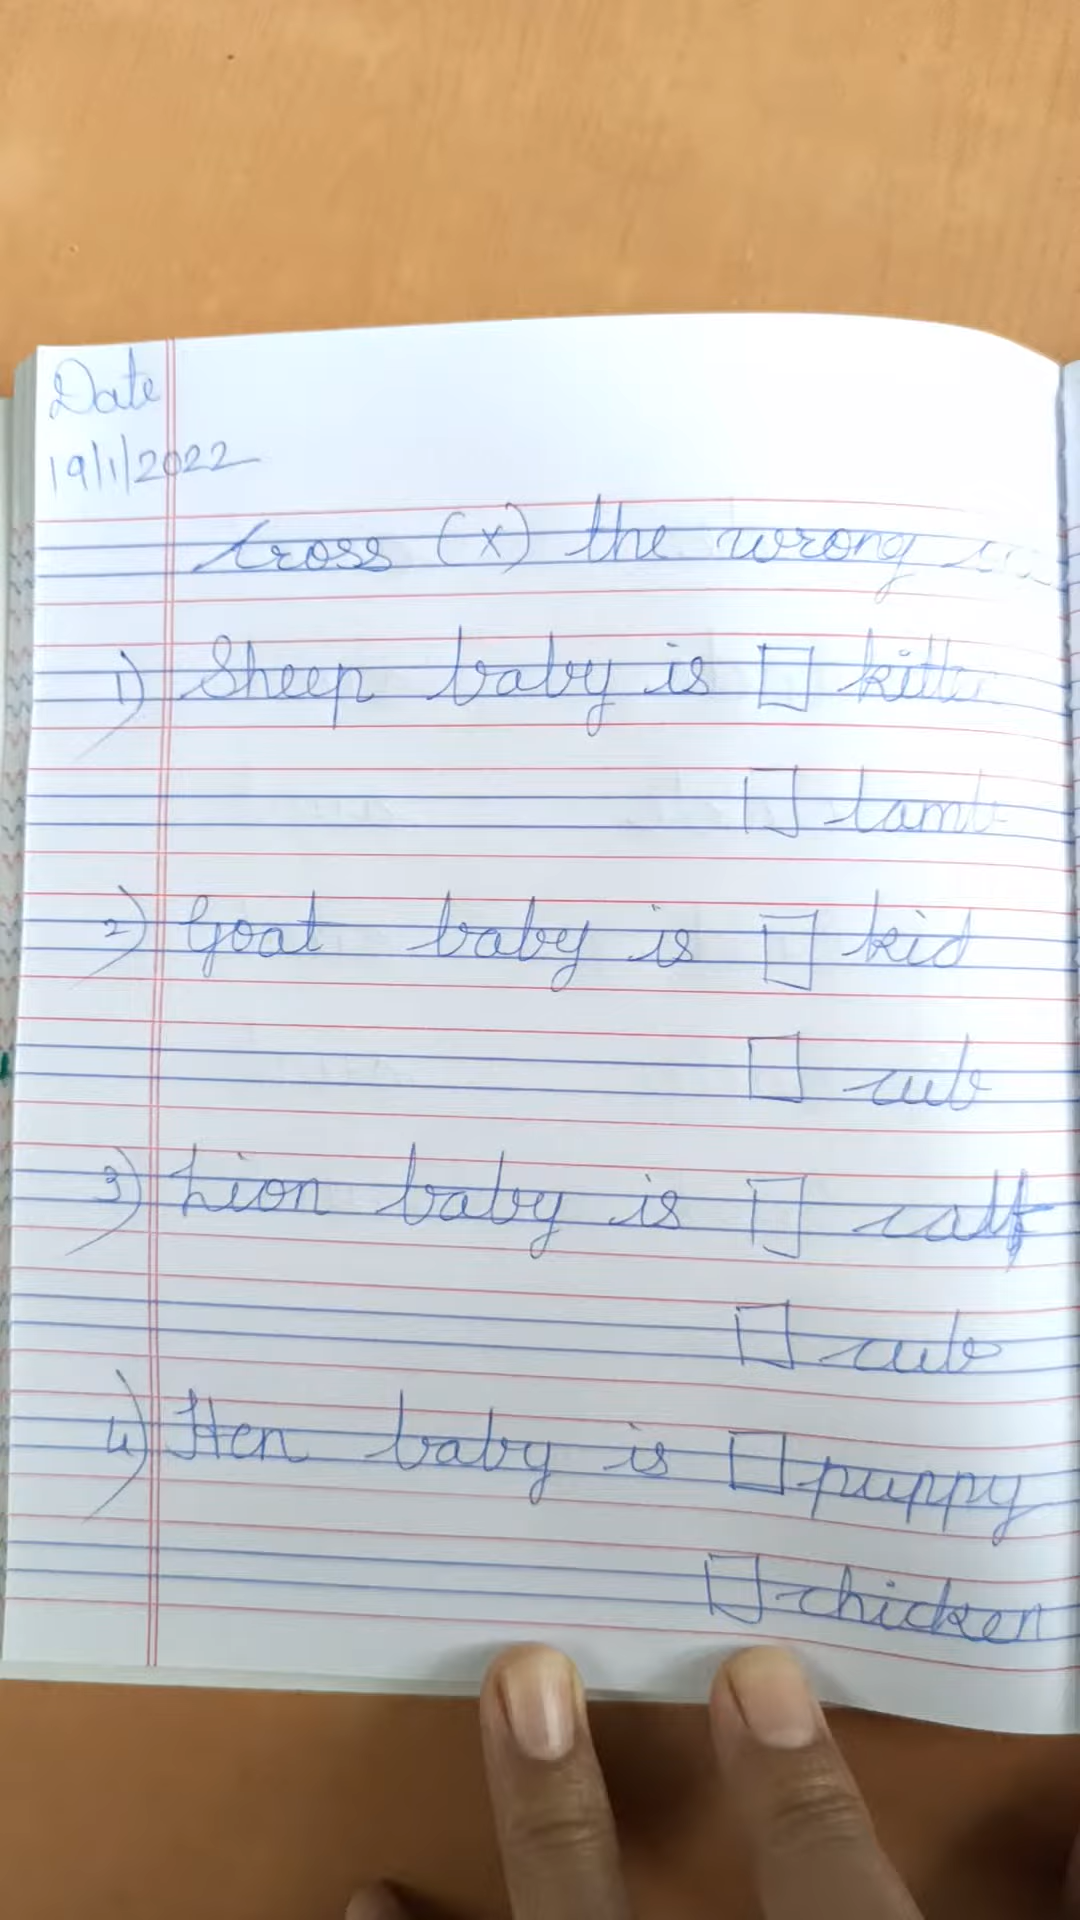 Date
19/1/2022
Cross (x) the wrong
1) Sheep baby is □
□ lamb
2) Goat baby is □ kid
□ cub
3) Lion baby is □ calf
□ cub
4) Hen baby is □ puppy
□ chicken